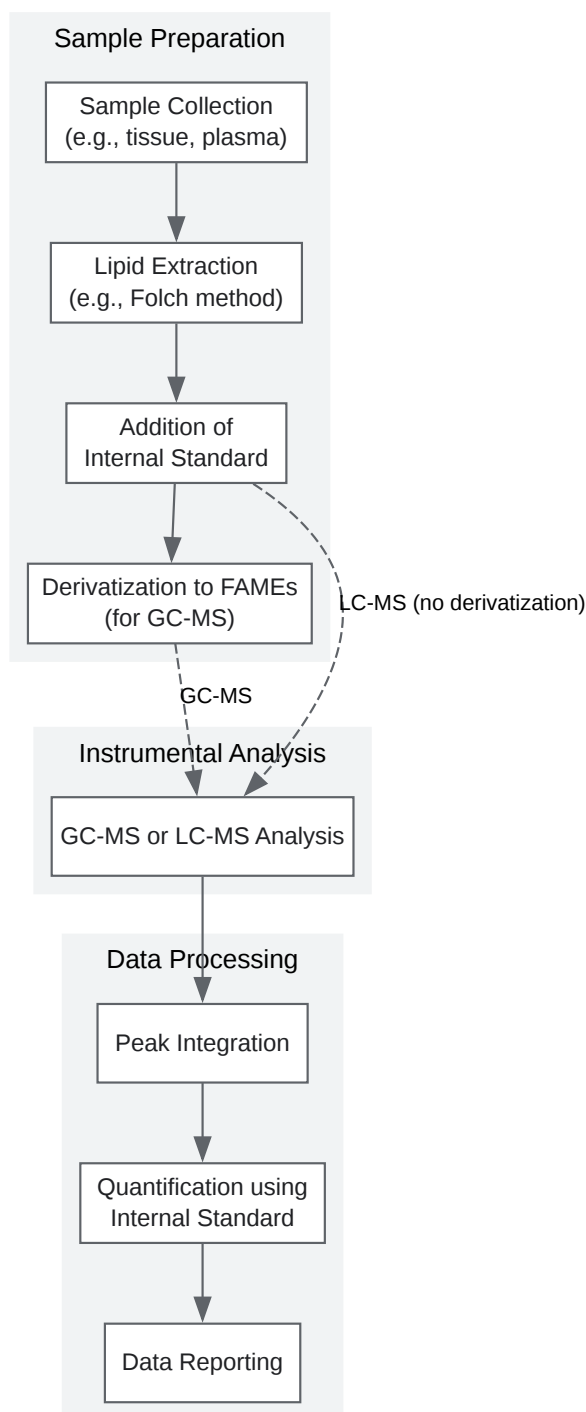 Sample Preparation
Sample Collection
(e.g., tissue, plasma)
Lipid Extraction
(e.g., Folch method)
Addition of
Internal Standard
Derivatization to FAMEs
(for GC-MS)
LC-MS (no derivatization)
GC-MS
Instrumental Analysis
GC-MS or LC-MS Analysis
Data Processing
Peak Integration
Quantification using
Internal Standard
Data Reporting